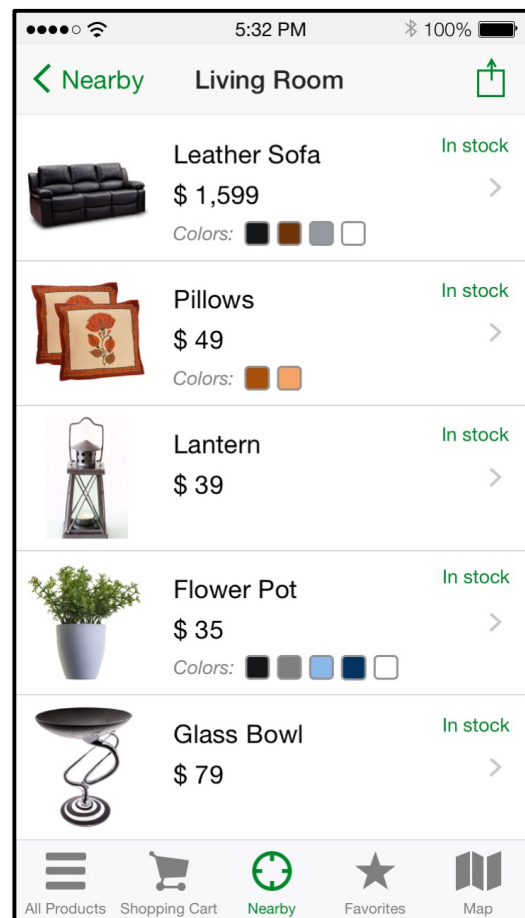 5:32 PM 100%
Nearby Living Room
In stock
Leather Sofa
$ 1,599
Colors:
In stock
Pillows
$ 49
Colors:
In stock
Lantern
$ 39
In stock
Flower Pot
$ 35
Colors:
In stock
Glass Bowl
$ 79
All Products Shopping Cart Nearby Favorites Map